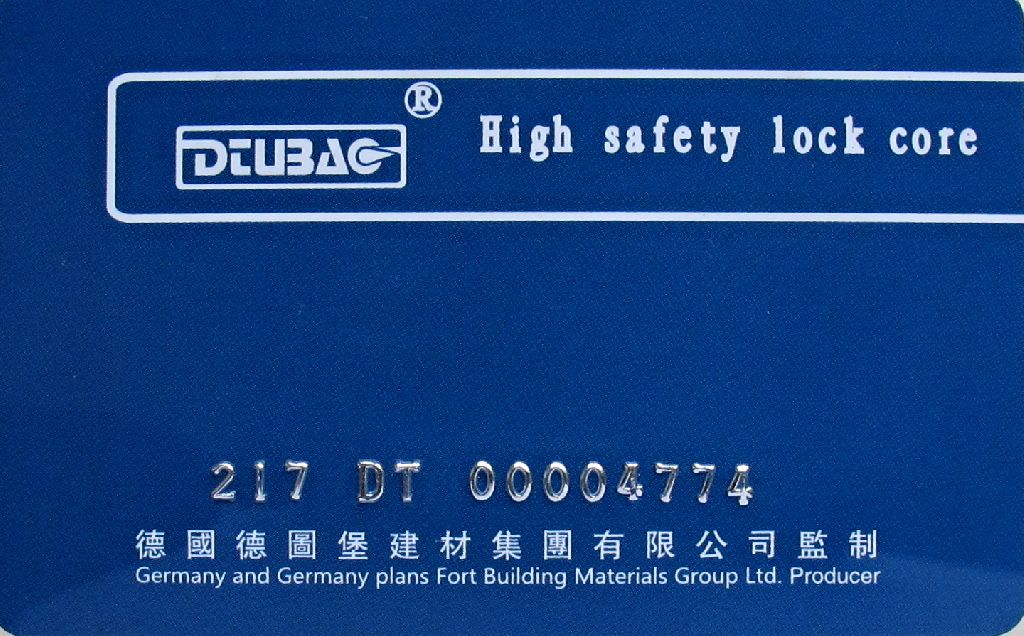 DTUBAO®
High safety lock core
217 DT 00004774
德國德圖堡建材集團有限公司監制
Germany and Germany plans Fort Building Materials Group Ltd. Producer